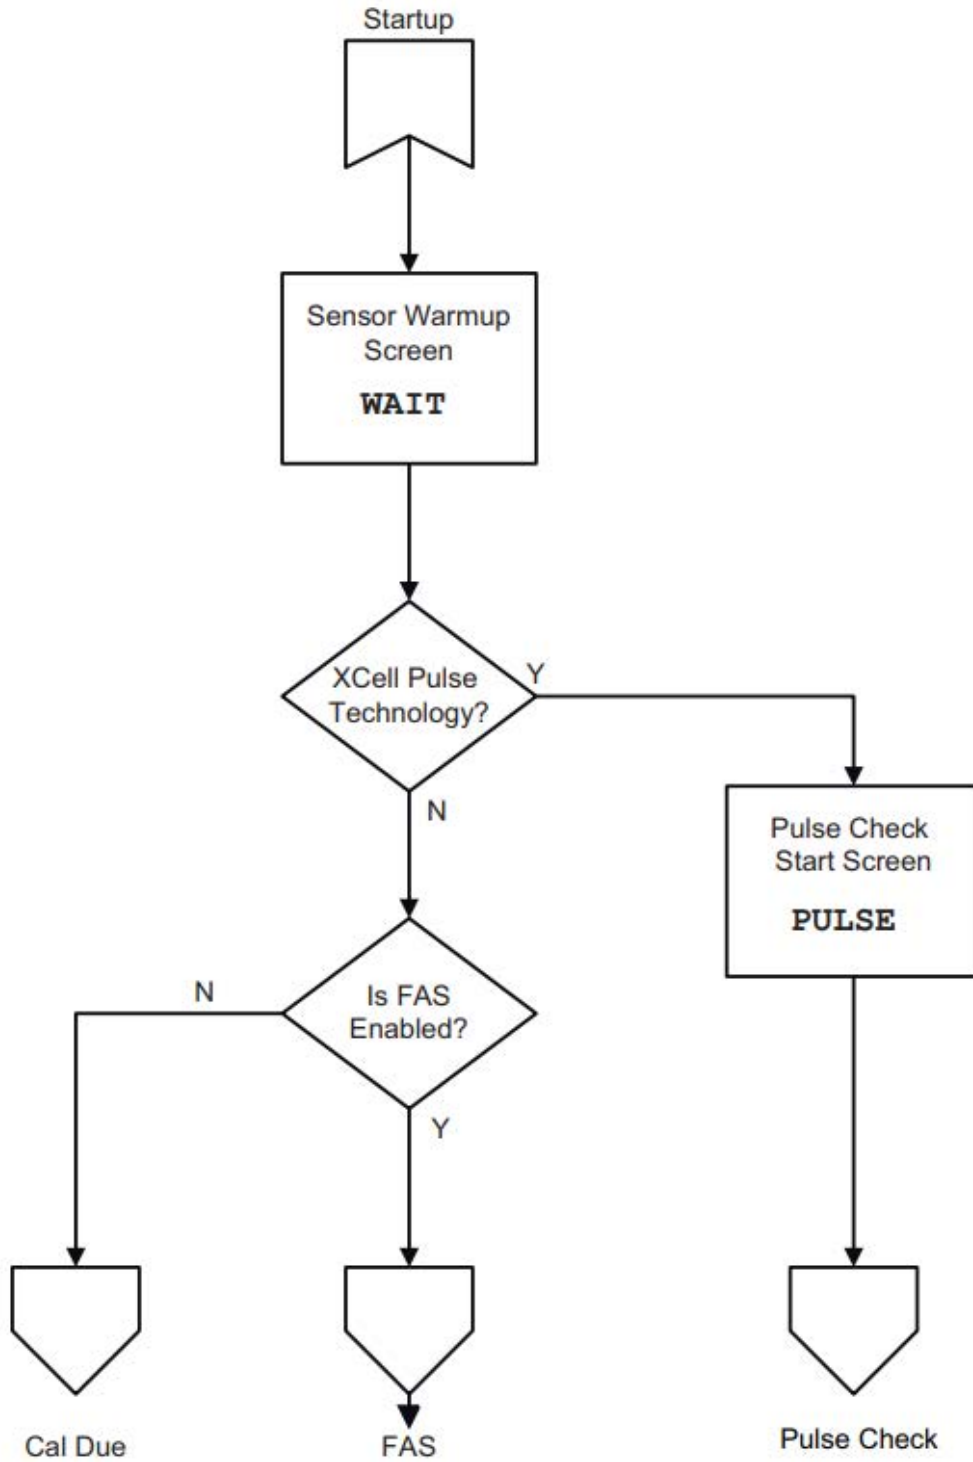 Startup
Sensor Warmup
Screen
WAIT
XCell Pulse
Technology?
Y
N
Pulse Check
Start Screen
PULSE
Is FAS
Enabled?
N
Y
Cal Due
FAS
Pulse Check